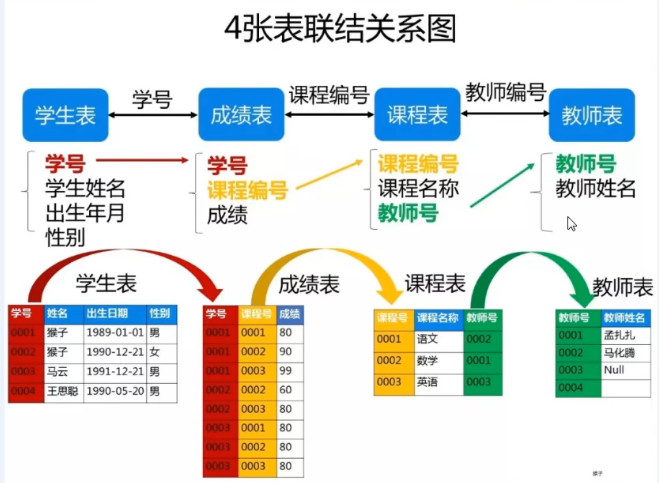 4张表联结关系图
学生表 学号 成绩表 课程编号 课程表 教师编号 教师表
学号 学号 课程编号 教师号
学生姓名 课程编号 课程名称 教师姓名
出生年月 成绩 教师号
性别
学生表 成绩表 课程表 教师表
学号 姓名 出生日期 性别
0001 猴子 1989-01-01 男
0002 猴子 1990-12-21 女
0003 马云 1991-12-21 男
0004 王思聪 1990-05-20 男
学号 课程号 成绩
0001 0001 80
0001 0002 90
0001 0003 99
0002 0002 60
0002 0003 80
0003 0001 80
0003 0002 80
0003 0003 80
课程号 课程名称 教师号
0001 语文 0002
0002 数学 0001
0003 英语 0003
教师号 教师姓名
0001 孟扎扎
0002 马化腾
0003 Null
0004